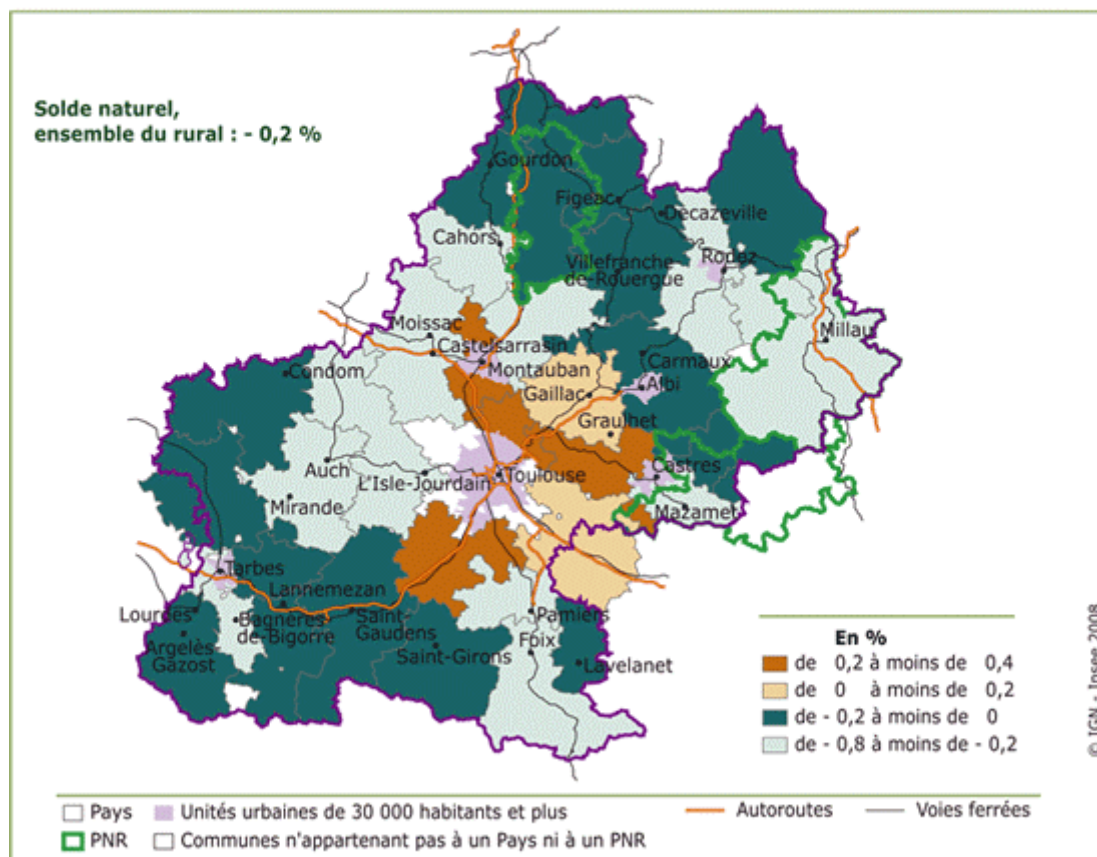 Solde naturel,
ensemble du rural : - 0,2 %
Gourdon
Figeac
Decazeville
Cahors
Rodez
Villefranche
de-Rouergue
Moissac
Millau
Castelsarrasin
Carmaux
Montauban
Condom
Albi
Gaillac
Graulhet
Auch
Castres
L'Isle-Jourdain
Toulouse
Mirande
Mazamet
Tarbes
Lannemezan
Lourdes
Pamiers
Bagnères
de-Bigorre
Saint-
Gaudens
Foix
Argelès-
Gazost
Saint-Girons
Lavelanet
En %
de 0,2 à moins de 0,4
de 0 à moins de 0,2
de - 0,2 à moins de 0
de - 0,8 à moins de - 0,2
© IGN - Insee 2008
Pays
Unités urbaines de 30 000 habitants et plus
Autoroutes
Voies ferrées
PNR
Communes n'appartenant pas à un Pays ni à un PNR